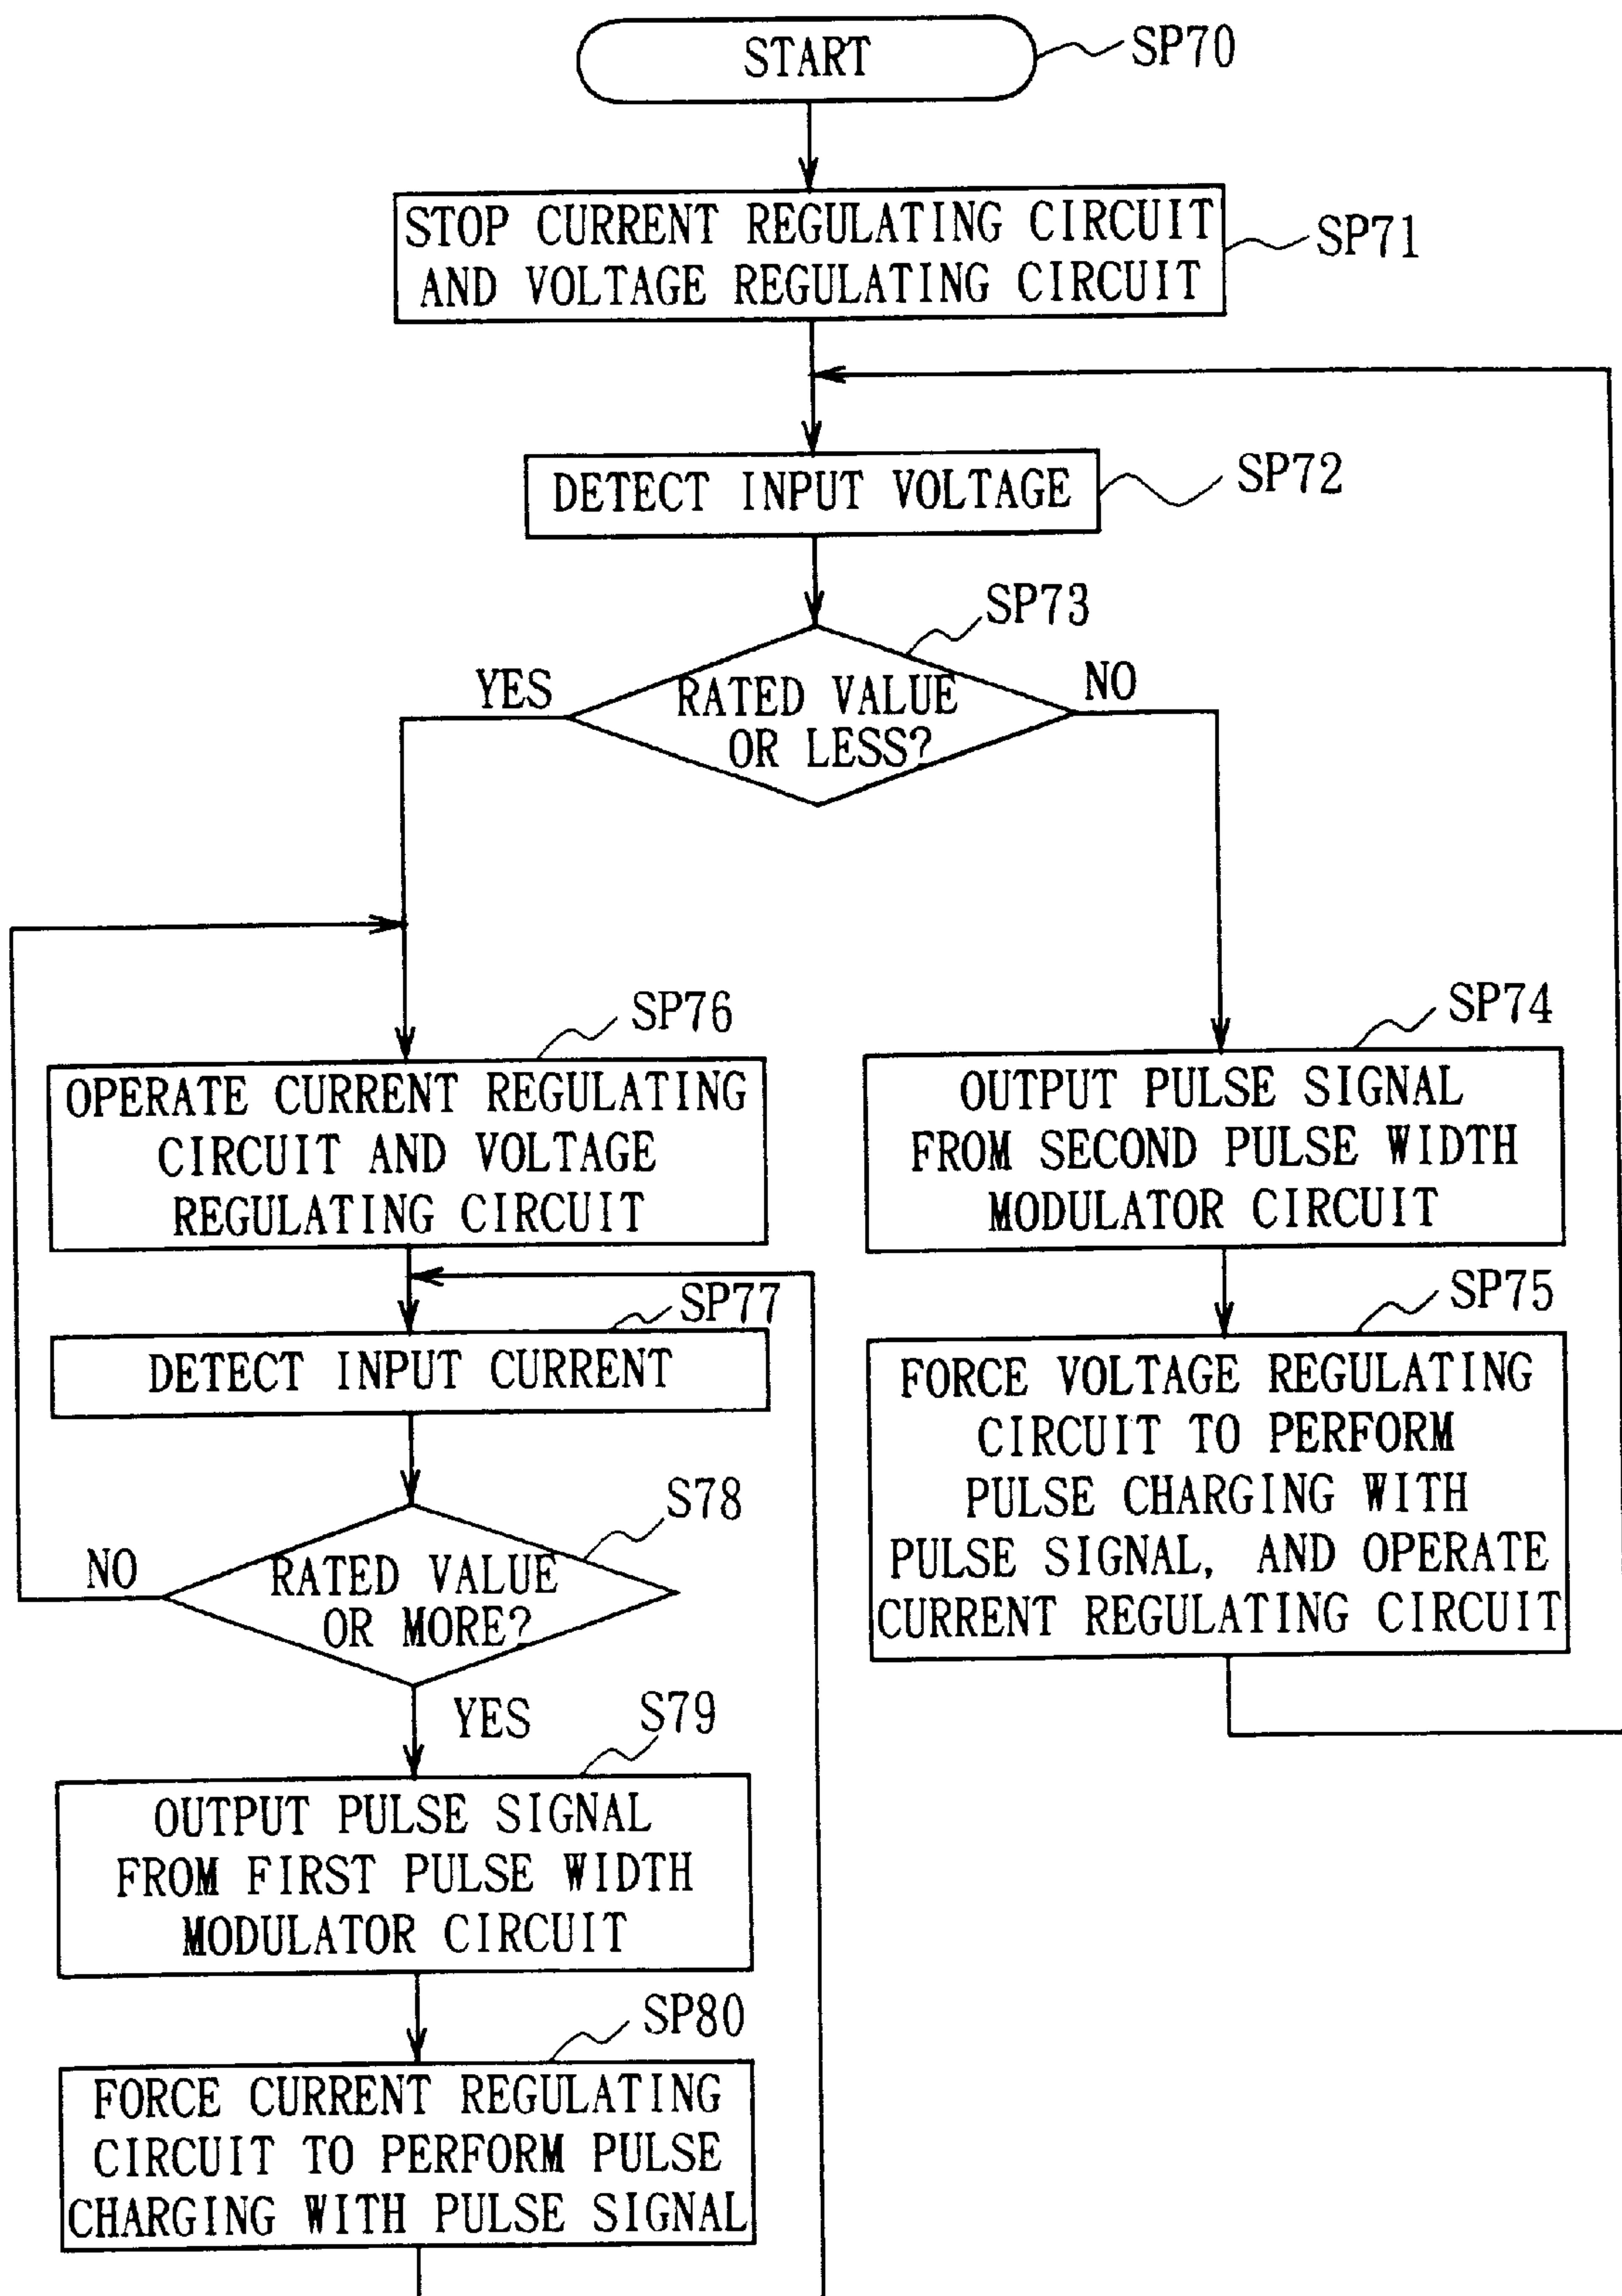 START
SP70
STOP CURRENT REGULATING CIRCUIT
AND VOLTAGE REGULATING CIRCUIT
SP71
DETECT INPUT VOLTAGE
SP72
SP73
RATED VALUE
OR LESS?
YES
NO
SP76
OPERATE CURRENT REGULATING
CIRCUIT AND VOLTAGE
REGULATING CIRCUIT
SP74
OUTPUT PULSE SIGNAL
FROM SECOND PULSE WIDTH
MODULATOR CIRCUIT
SP77
DETECT INPUT CURRENT
SP75
FORCE VOLTAGE REGULATING
CIRCUIT TO PERFORM
PULSE CHARGING WITH
PULSE SIGNAL, AND OPERATE
CURRENT REGULATING CIRCUIT
S78
RATED VALUE
OR MORE?
NO
YES
S79
OUTPUT PULSE SIGNAL
FROM FIRST PULSE WIDTH
MODULATOR CIRCUIT
SP80
FORCE CURRENT REGULATING
CIRCUIT TO PERFORM PULSE
CHARGING WITH PULSE SIGNAL